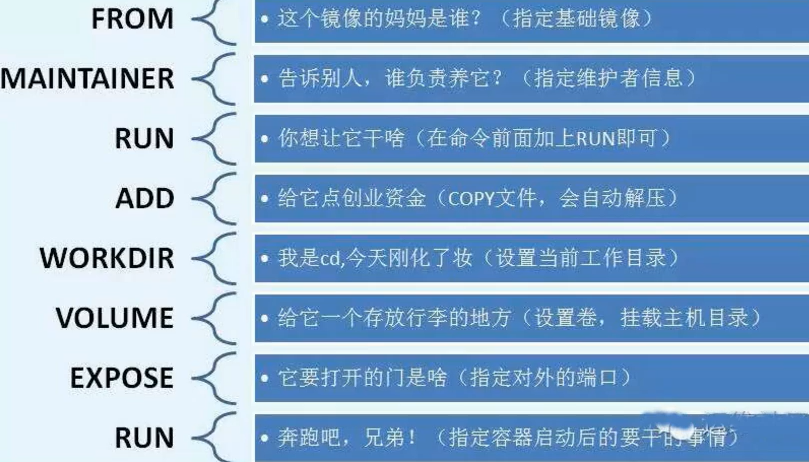 FROM • 这个镜像的妈妈是谁？（指定基础镜像）
MAINTAINER • 告诉别人，谁负责养它？（指定维护者信息）
RUN • 你想让它干啥（在命令前面加上RUN即可）
ADD • 给它点创业资金（COPY文件，会自动解压）
WORKDIR • 我是cd,今天刚化了妆（设置当前工作目录）
VOLUME • 给它一个存放行李的地方（设置卷，挂载主机目录）
EXPOSE • 它要打开的门是啥（指定对外的端口）
RUN • 奔跑吧，兄弟！（指定容器启动后的要干的事情）